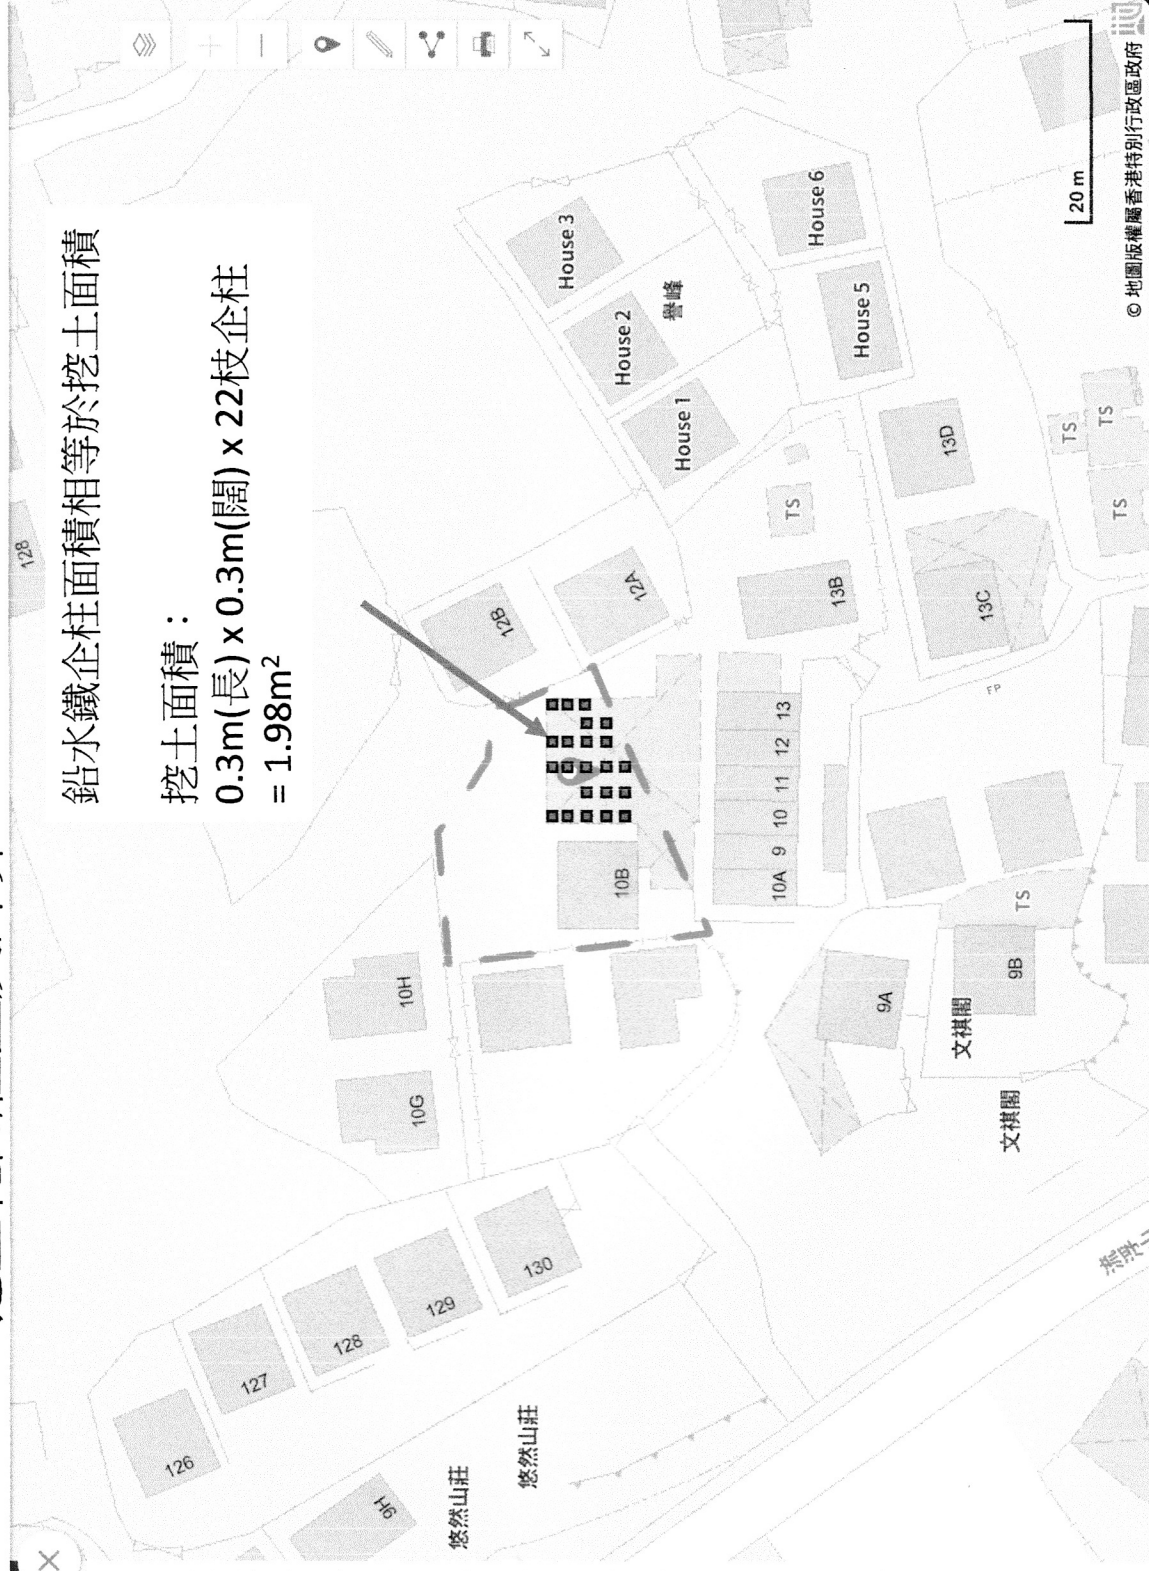 鉛水鐵企柱面積相等於挖土面積
挖土面積：
0.3m(長) x 0.3m(闊) x 22枝企柱
= 1.98m²
128
126
127
128
129
130
9H
悠然山莊
悠然山莊
10G
10H
10B
12B
12A
House 1
House 2
House 3
譽峰
House 5
House 6
TS
13B
13D
13C
10A
9
10
11
12
13
FP
TS
TS
TS
TS
9A
9B
文祺閣
文祺閣
20 m
© 地圖版權屬香港特別行政區政府